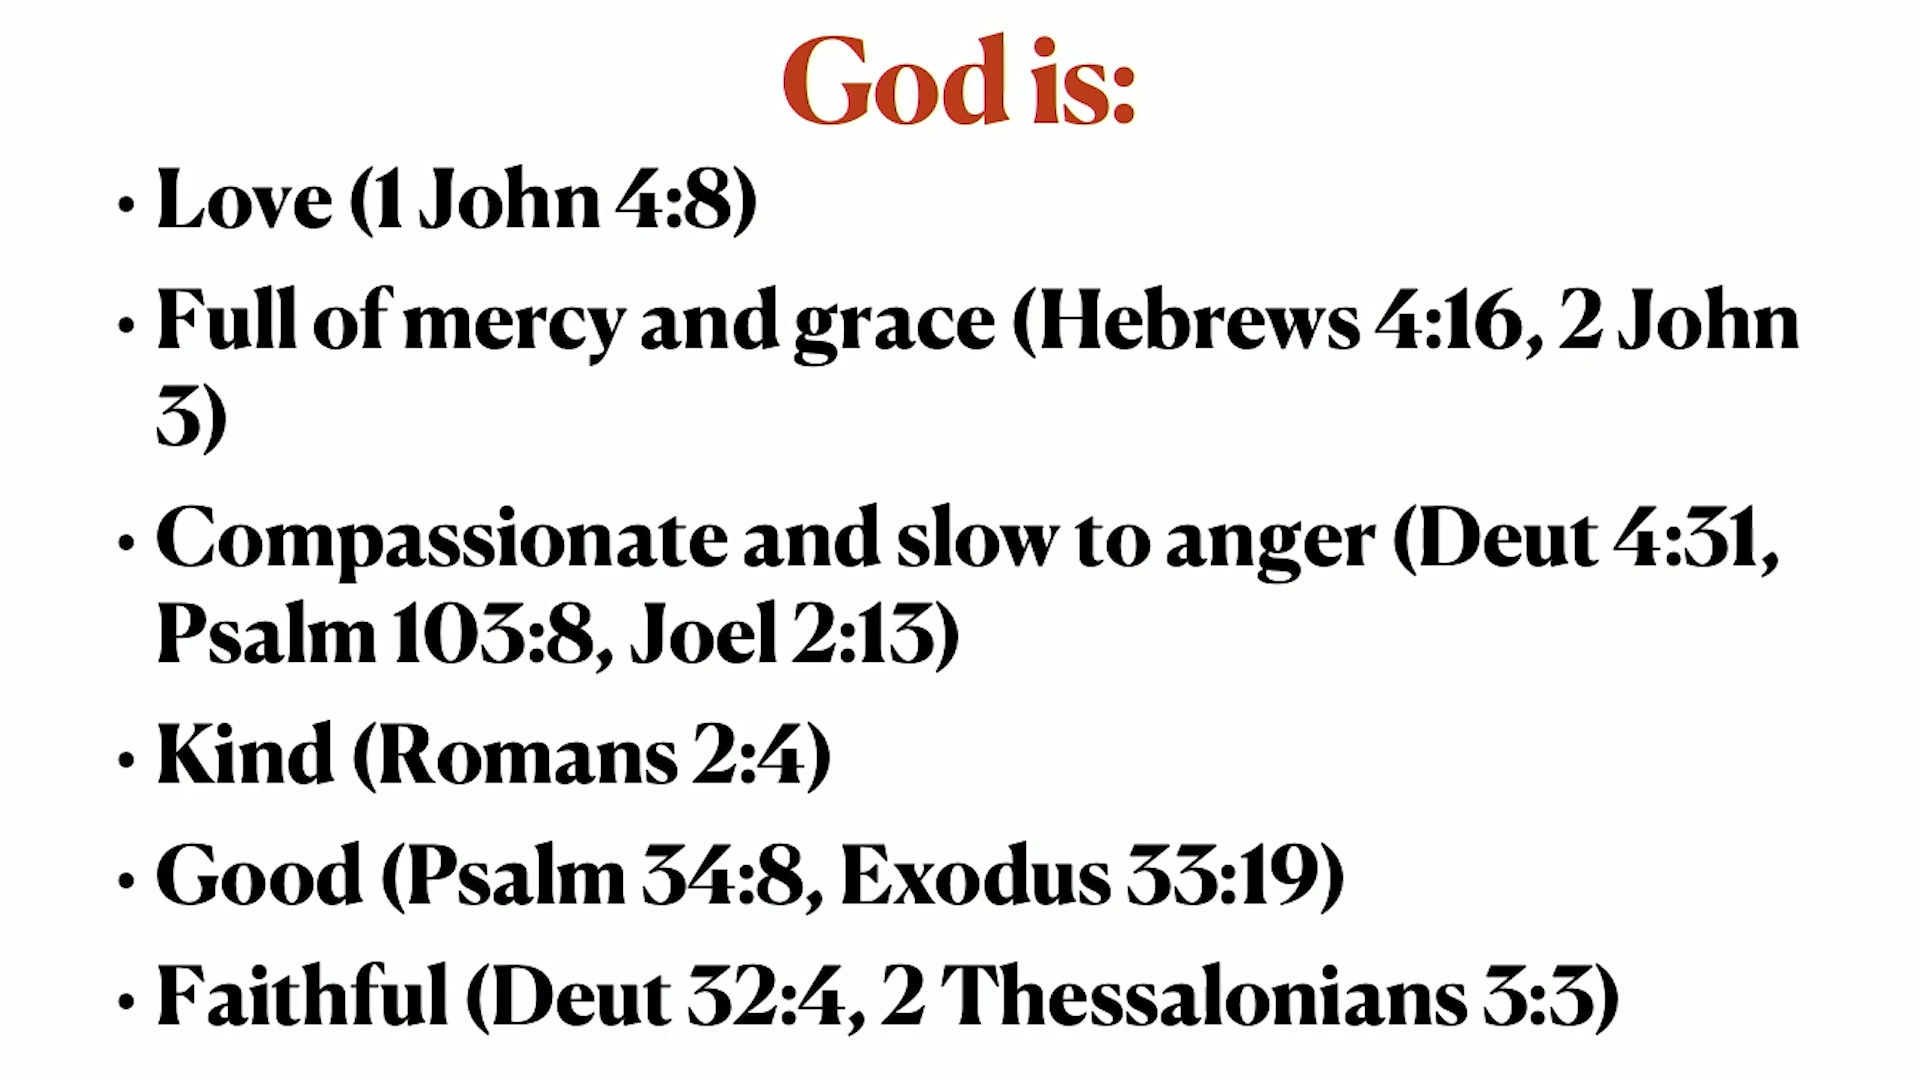 God is:
• Love (1 John 4:8)
• Full of mercy and grace (Hebrews 4:16, 2 John
3)
• Compassionate and slow to anger (Deut 4:31,
Psalm 103:8, Joel 2:13)
• Kind (Romans 2:4)
• Good (Psalm 34:8, Exodus 33:19)
• Faithful (Deut 32:4, 2 Thessalonians 3:3)